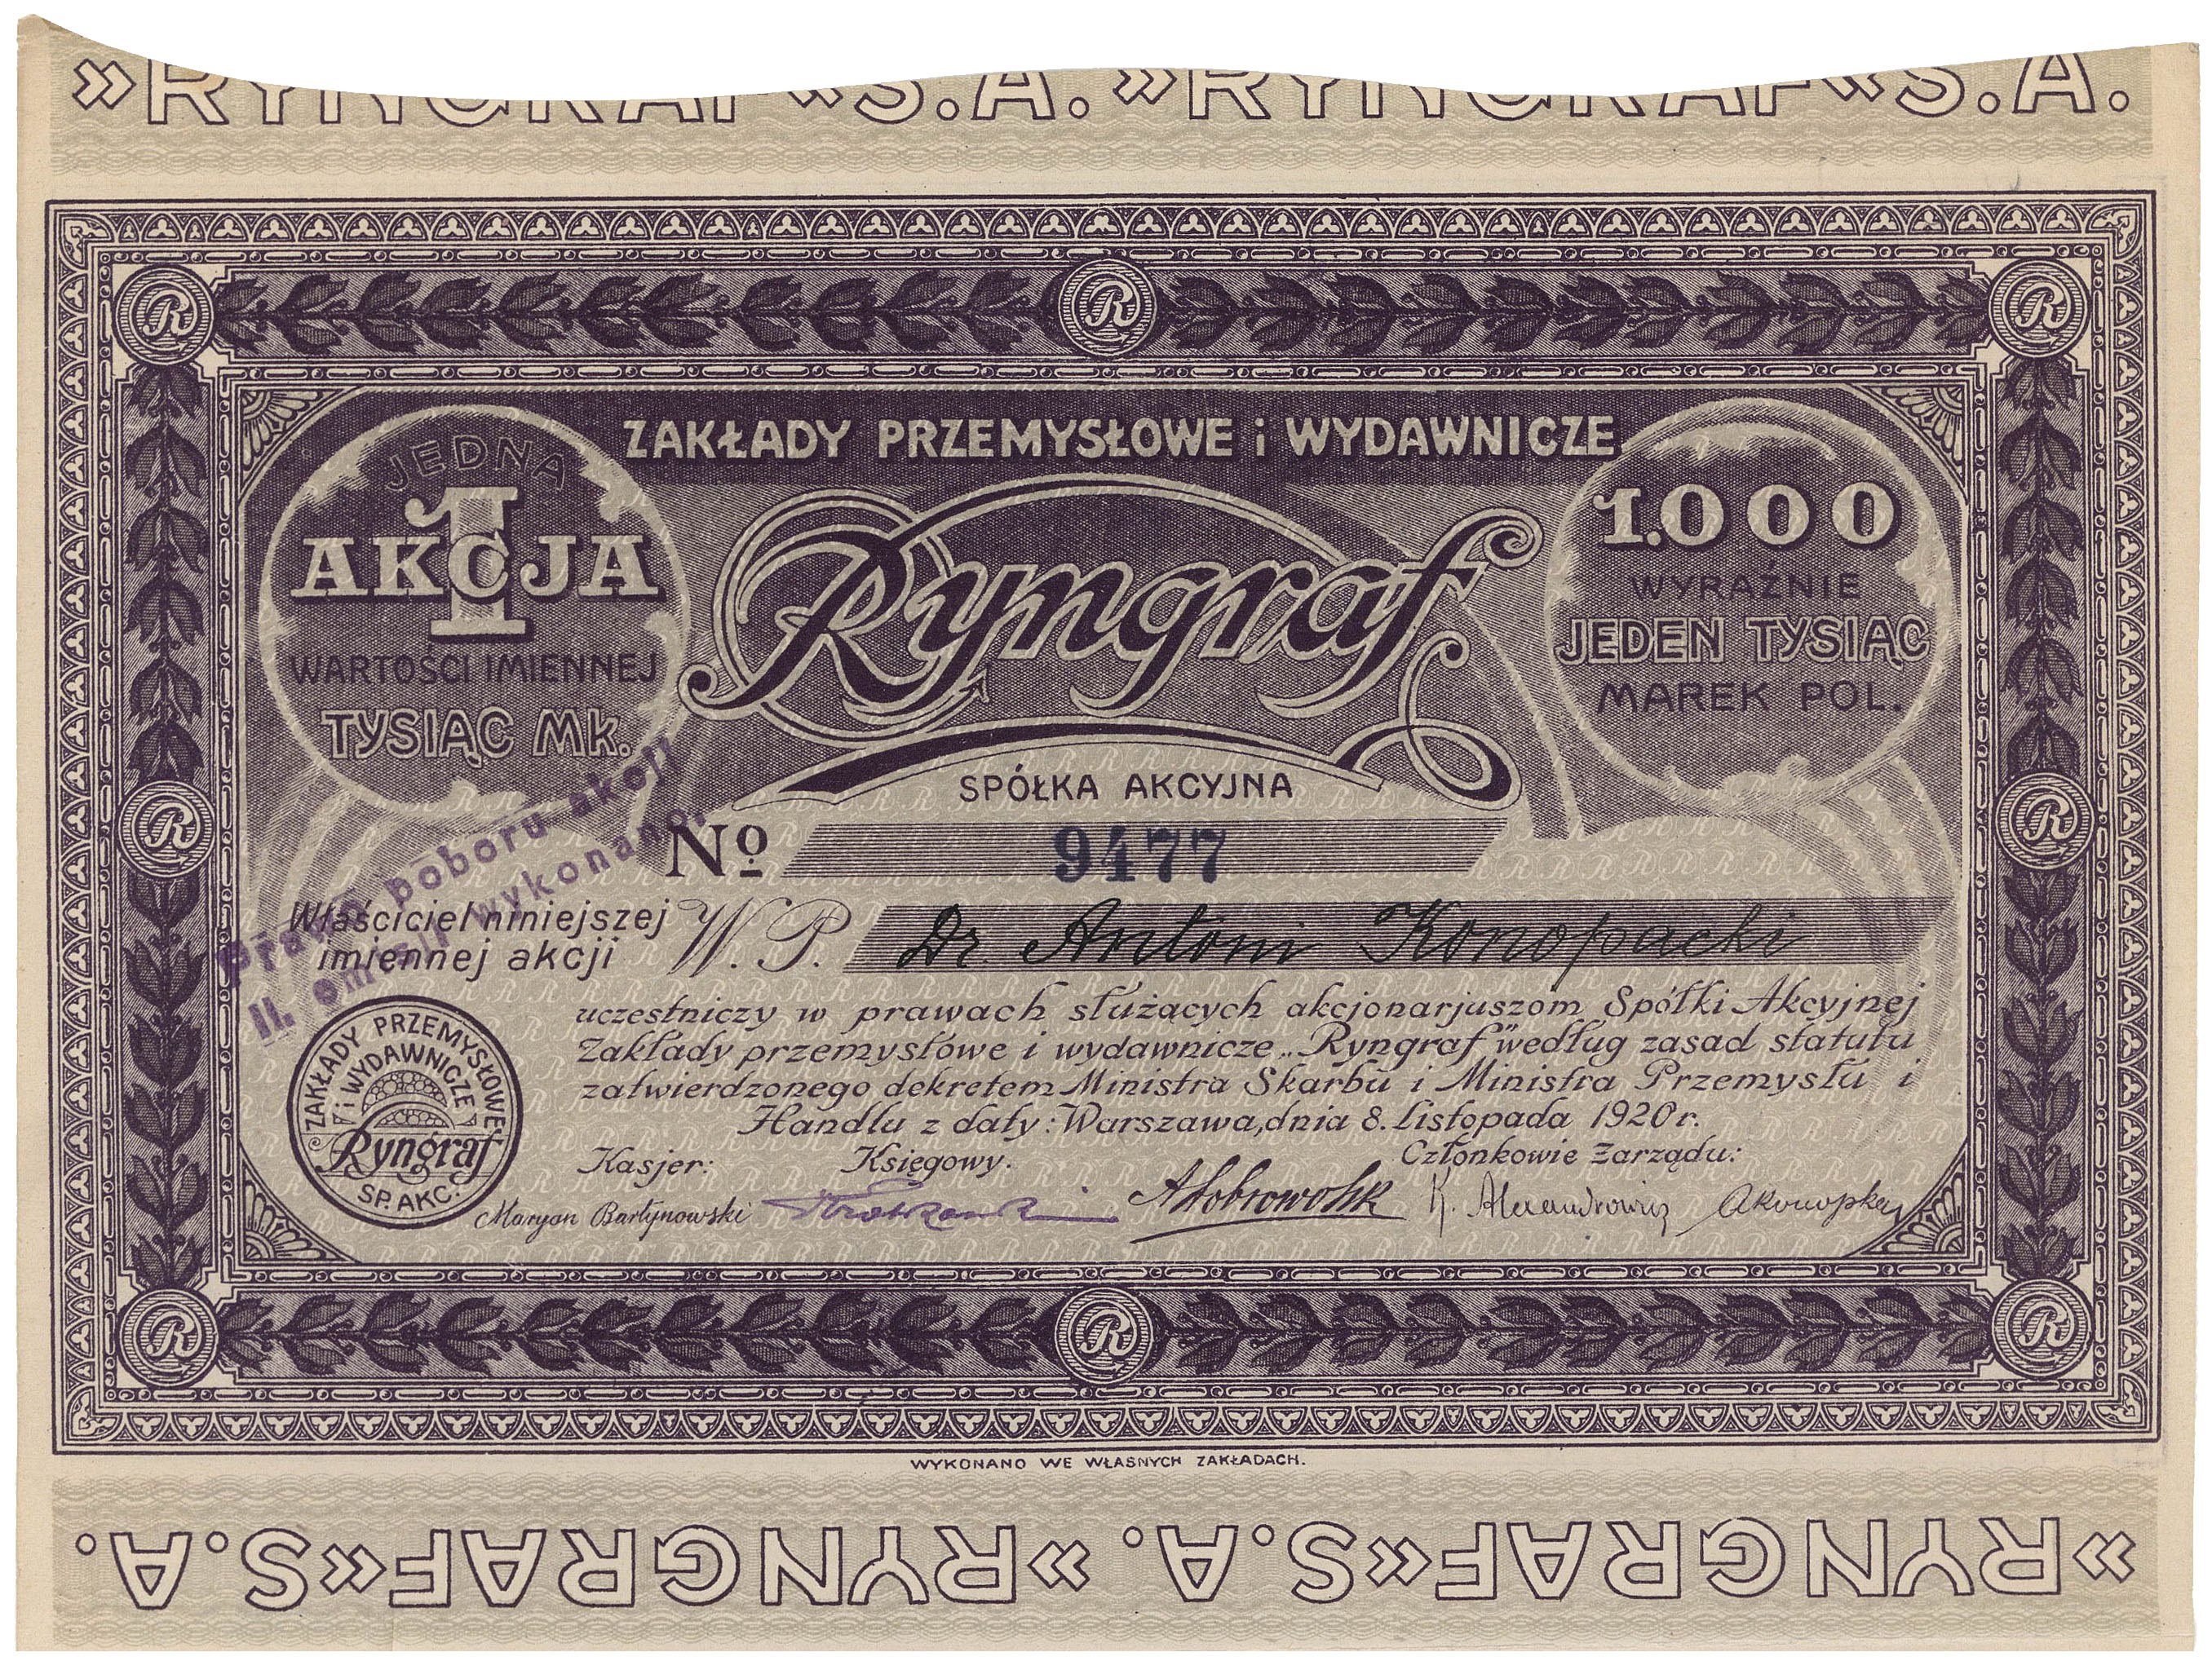 »RYNGRAF«S.A. »RYNGRAF«S.A.
ZAKŁADY PRZEMYSŁOWE i WYDAWNICZE
JEDNA
1
AKCJA
WARTOŚCI IMIENNEJ
TYSIĄC Mk.
Ryngraf
1.000
WYRAŹNIE
JEDEN TYSIĄC
MAREK POL.
SPÓŁKA AKCYJNA
No 9477
Prawo poboru akcji
II. emisji wykonano.
Właściciel niniejszej
imiennej akcji W. P. Dr. Antoni Konopacki
uczestniczy w prawach służących akcjonarjuszom Spółki Akcyjnej
Zakłady przemysłowe i wydawnicze „Ryngraf" według zasad statutu
zatwierdzonego dekretem Ministra Skarbu i Ministra Przemysłu i
Handlu z daty: Warszawa, dnia 8. listopada 1920 r.
ZAKŁADY PRZEMYSŁOWE
i WYDAWNICZE
Ryngraf
SP. AKC.
Kasjer: Księgowy. Członkowie Zarządu:
Maryan Bartynowski ADobrowolsk K. Alexandrowicz
WYKONANO WE WŁASNYCH ZAKŁADACH.
»RYNGRAF«S.A. »RYNGRAF«S.A.